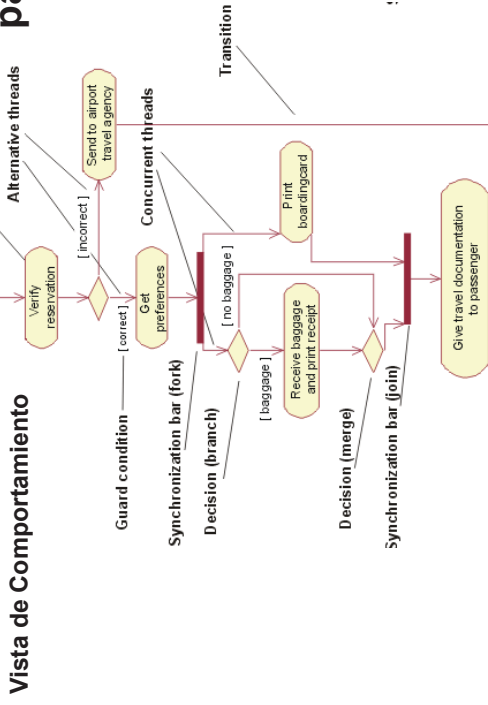 Vista de Comportamiento
pa
Verify
reservation
Alternative threads
Send to airport
travel agency
[ incorrect ]
Guard condition
[ correct ]
Get
preferences
Concurrent threads
Transition
Synchronization bar (fork)
Decision (branch)
[ no baggage ]
[ baggage ]
Receive baggage
and print receipt
Print
boardingcard
Decision (merge)
Synchronization bar (join)
Give travel documentation
to passenger